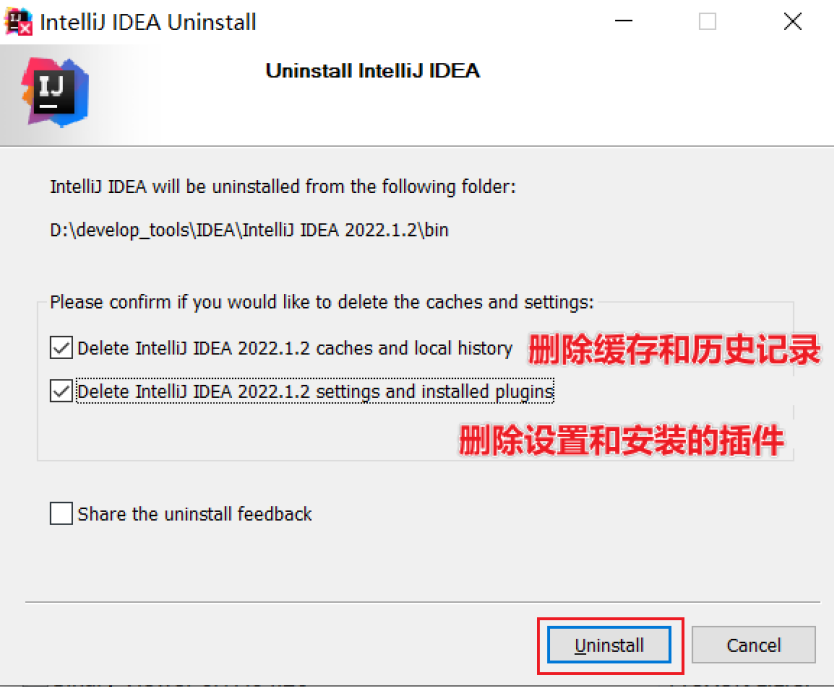 IntelliJ IDEA Uninstall
Uninstall IntelliJ IDEA
IJ
IntelliJ IDEA will be uninstalled from the following folder:
D:\develop_tools\IDEA\IntelliJ IDEA 2022.1.2\bin
Please confirm if you would like to delete the caches and settings:
Delete IntelliJ IDEA 2022.1.2 caches and local history 删除缓存和历史记录
Delete IntelliJ IDEA 2022.1.2 settings and installed plugins
删除设置和安装的插件
Share the uninstall feedback
Uninstall Cancel